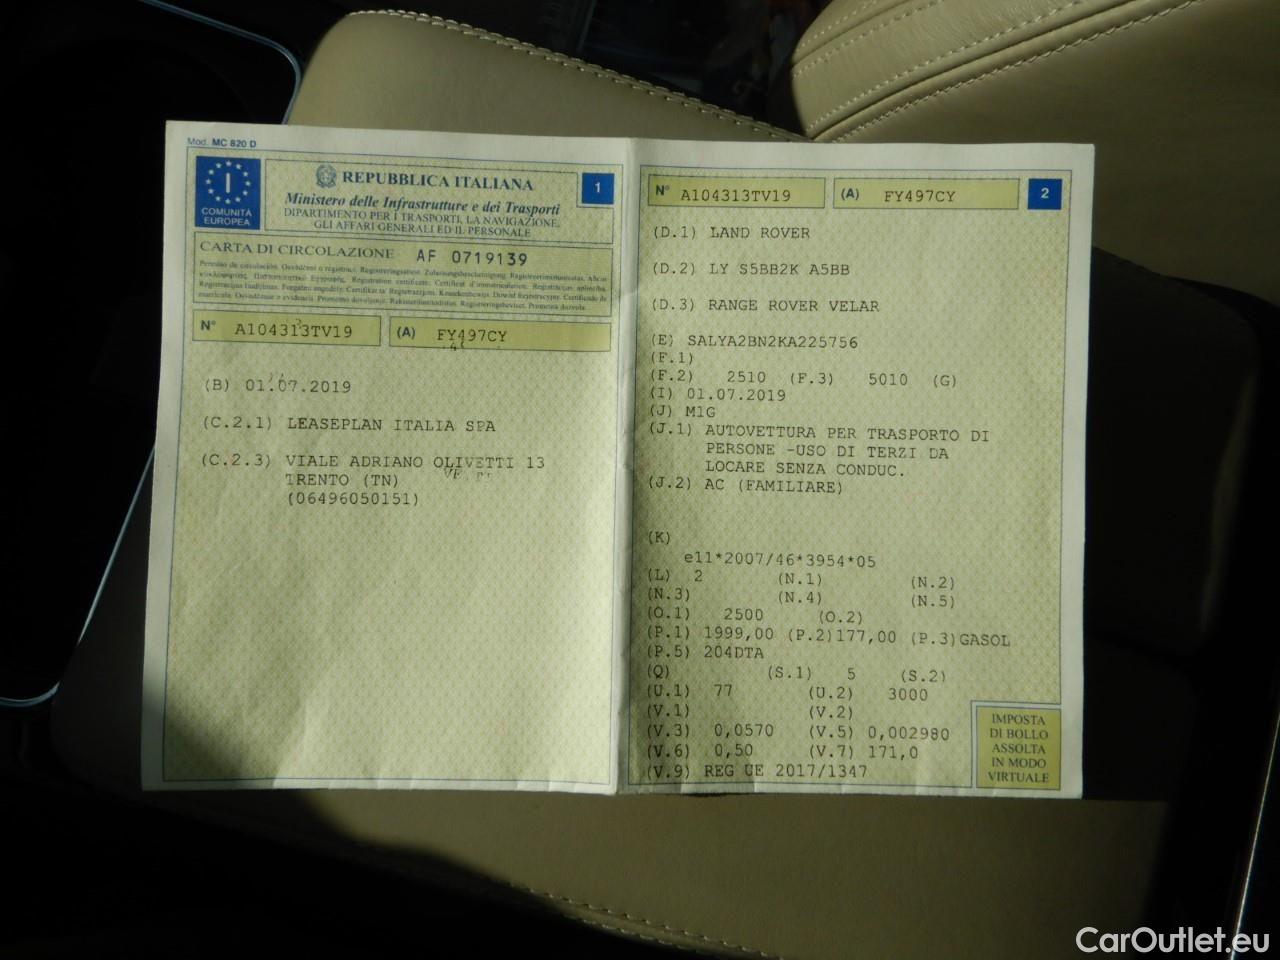 Mod. MC 820 D
I
COMUNITÀ
EUROPEA
REPUBBLICA ITALIANA
1
Ministero delle Infrastrutture e dei Trasporti
DIPARTIMENTO PER I TRASPORTI, LA NAVIGAZIONE,
GLI AFFARI GENERALI ED IL PERSONALE
CARTA DI CIRCOLAZIONE AF 0719139
N° A104313TV19 (A) FY497CY
(B) 01.07.2019
(C.2.1) LEASEPLAN ITALIA SPA
(C.2.3) VIALE ADRIANO OLIVETTI 13
TRENTO (TN)
(06496050151)
N° A104313TV19 (A) FY497CY 2
(D.1) LAND ROVER
(D.2) LY S5BB2K A5BB
(D.3) RANGE ROVER VELAR
(E) SALYA2BN2KA225756
(F.1)
(F.2) 2510 (F.3) 5010 (G)
(I) 01.07.2019
(J) M1G
(J.1) AUTOVETTURA PER TRASPORTO DI
PERSONE -USO DI TERZI DA
LOCARE SENZA CONDUC.
(J.2) AC (FAMILIARE)
(K)
e11*2007/46*3954*05
(L) 2 (N.1) (N.2)
(N.3) (N.4) (N.5)
(O.1) 2500 (O.2)
(P.1) 1999,00 (P.2)177,00 (P.3)GASOL
(P.5) 204DTA
(Q) (S.1) 5 (S.2)
(U.1) 77 (U.2) 3000
(V.1) (V.2)
(V.3) 0,0570 (V.5) 0,002980
(V.6) 0,50 (V.7) 171,0
(V.9) REG UE 2017/1347
IMPOSTA
DI BOLLO
ASSOLTA
IN MODO
VIRTUALE
CarOutlet.eu